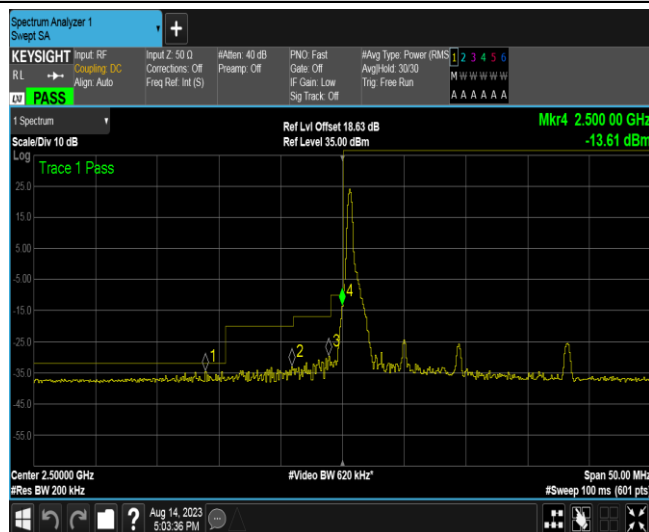 Spectrum Analyzer 1
Swept SA
+
KEYSIGHT
RL
LXI PASS
Input: RF
Coupling: DC
Align: Auto
Input Z: 50 Ω
Corrections: Off
Freq Ref: Int (S)
#Atten: 40 dB
Preamp: Off
PNO: Fast
Gate: Off
IF Gain: Low
Sig Track: Off
#Avg Type: Power (RMS
Avg|Hold: 30/30
Trig: Free Run
1 2 3 4 5 6
M W W W W W
A A A A A A
1 Spectrum
Scale/Div 10 dB
Ref Lvl Offset 18.63 dB
Ref Level 35.00 dBm
Mkr4 2.500 00 GHz
-13.61 dBm
Log
Trace 1 Pass
25.0
15.0
5.00
-5.00
-15.0
-25.0
-35.0
-45.0
-55.0
1
2
3
4
Center 2.50000 GHz
#Res BW 200 kHz
#Video BW 620 kHz*
Span 50.00 MHz
#Sweep 100 ms (601 pts)
?
Aug 14, 2023
5:03:36 PM